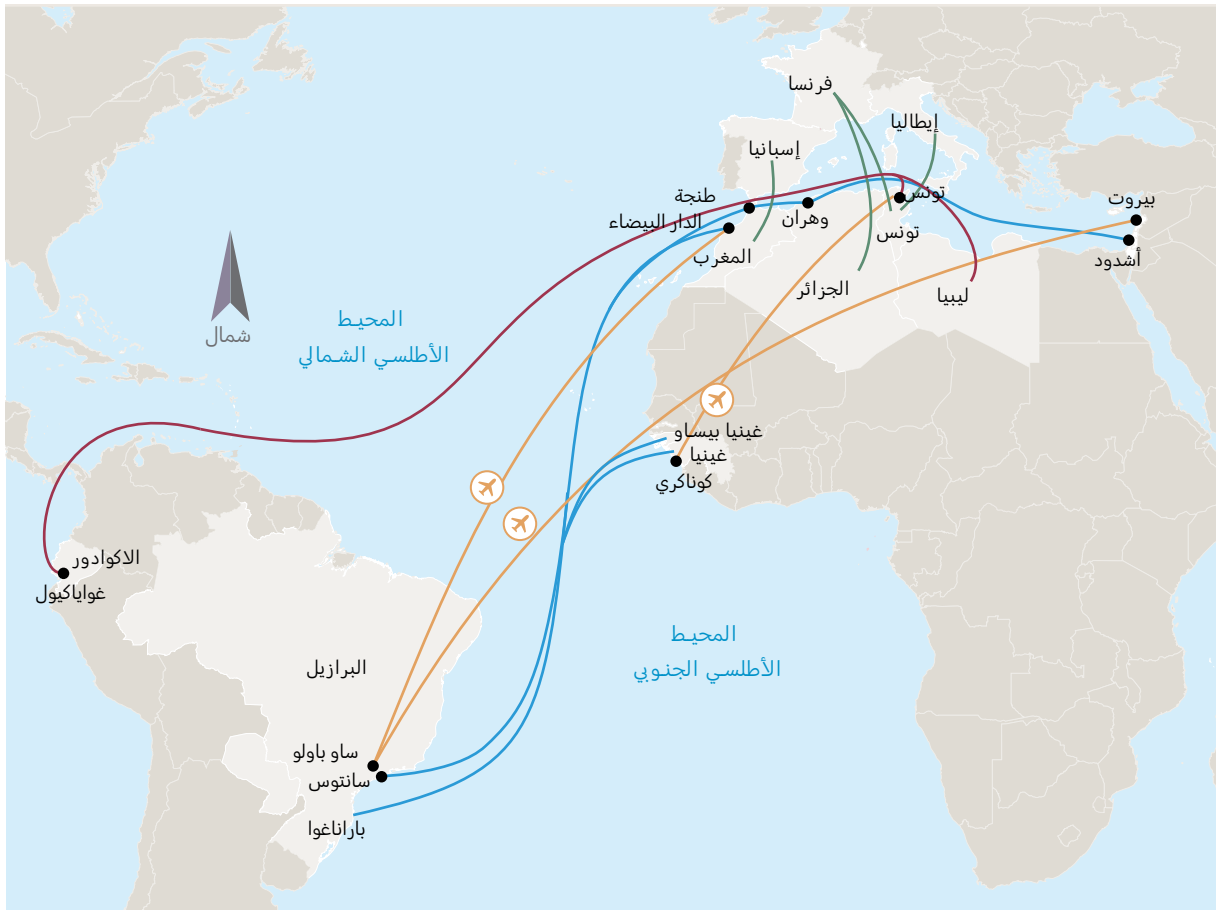 فرنسا
إيطاليا
إسبانيا
طنجة
تونس
بيروت
الدار البيضاء
وهران
تونس
المغرب
أشدود
الجزائر
ليبيا
شمال
المحيط
الأطلسي الشمالي
غينيا بيساو
غينيا
كوناكري
الاكوادور
غواياكيول
المحيط
الأطلسي الجنوبي
البرازيل
ساو باولو
سانتوس
باراناغوا